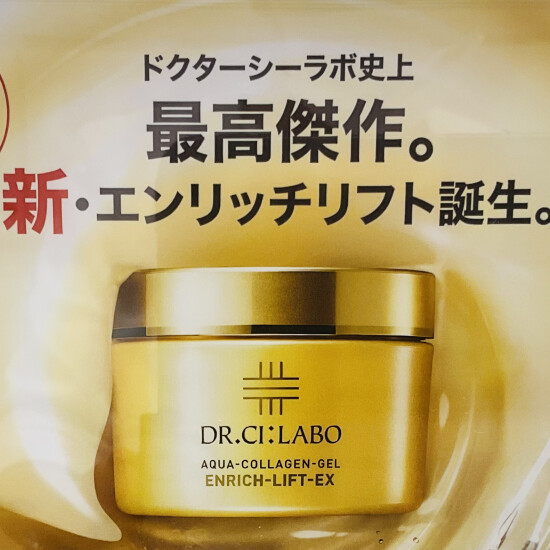 ドクターシーラボ史上
最高傑作。
新・エンリッチリフト誕生。
DR.CI:LABO
AQUA-COLLAGEN-GEL
ENRICH-LIFT-EX